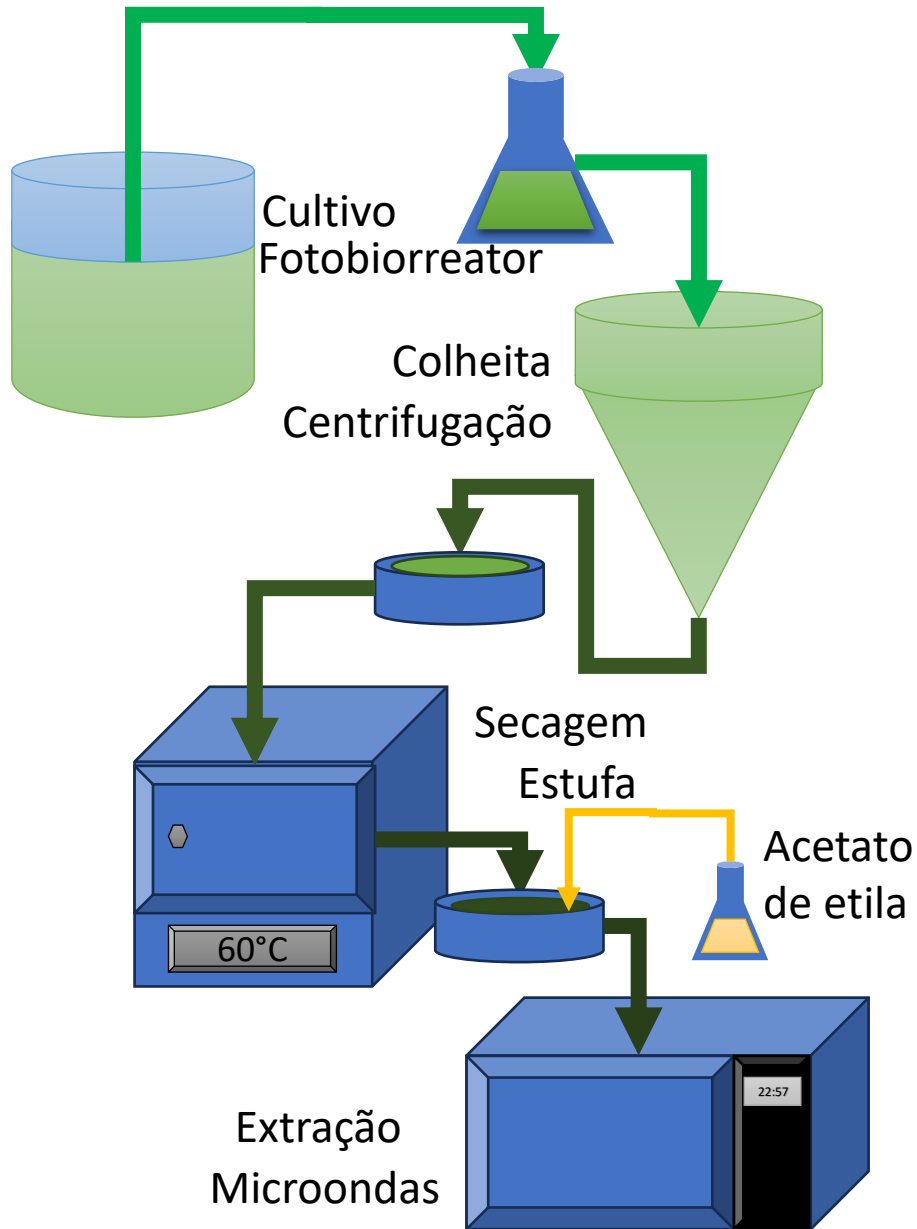 Cultivo
Fotobiorreator
Colheita
Centrifugação
Secagem
Estufa
Acetato
de etila
60°C
22:57
Extração
Microondas